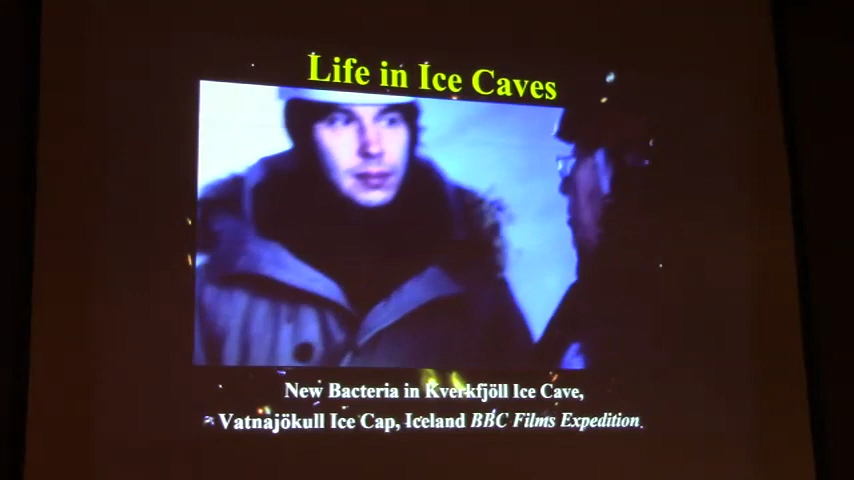 Life in Ice Caves
New Bacteria in Kverkfjöll Ice Cave,
Vatnajökull Ice Cap, Iceland BBC Films Expedition.